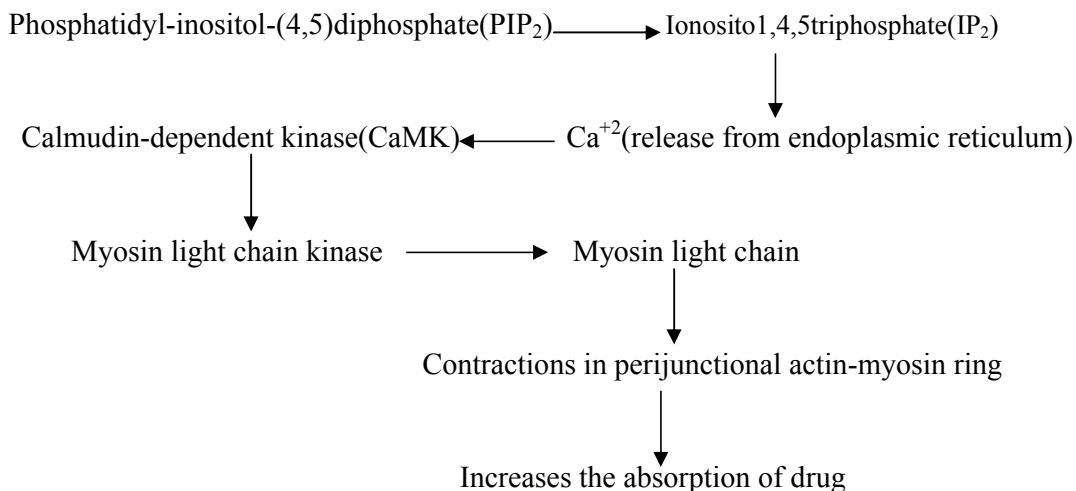 Phosphatidyl-inositol-(4,5)diphosphate(PIP₂) Ionosito1,4,5triphosphate(IP₂)
Calmudin-dependent kinase(CaMK) Ca⁺²(release from endoplasmic reticulum)
Myosin light chain kinase Myosin light chain
Contractions in perijunctional actin-myosin ring
Increases the absorption of drug